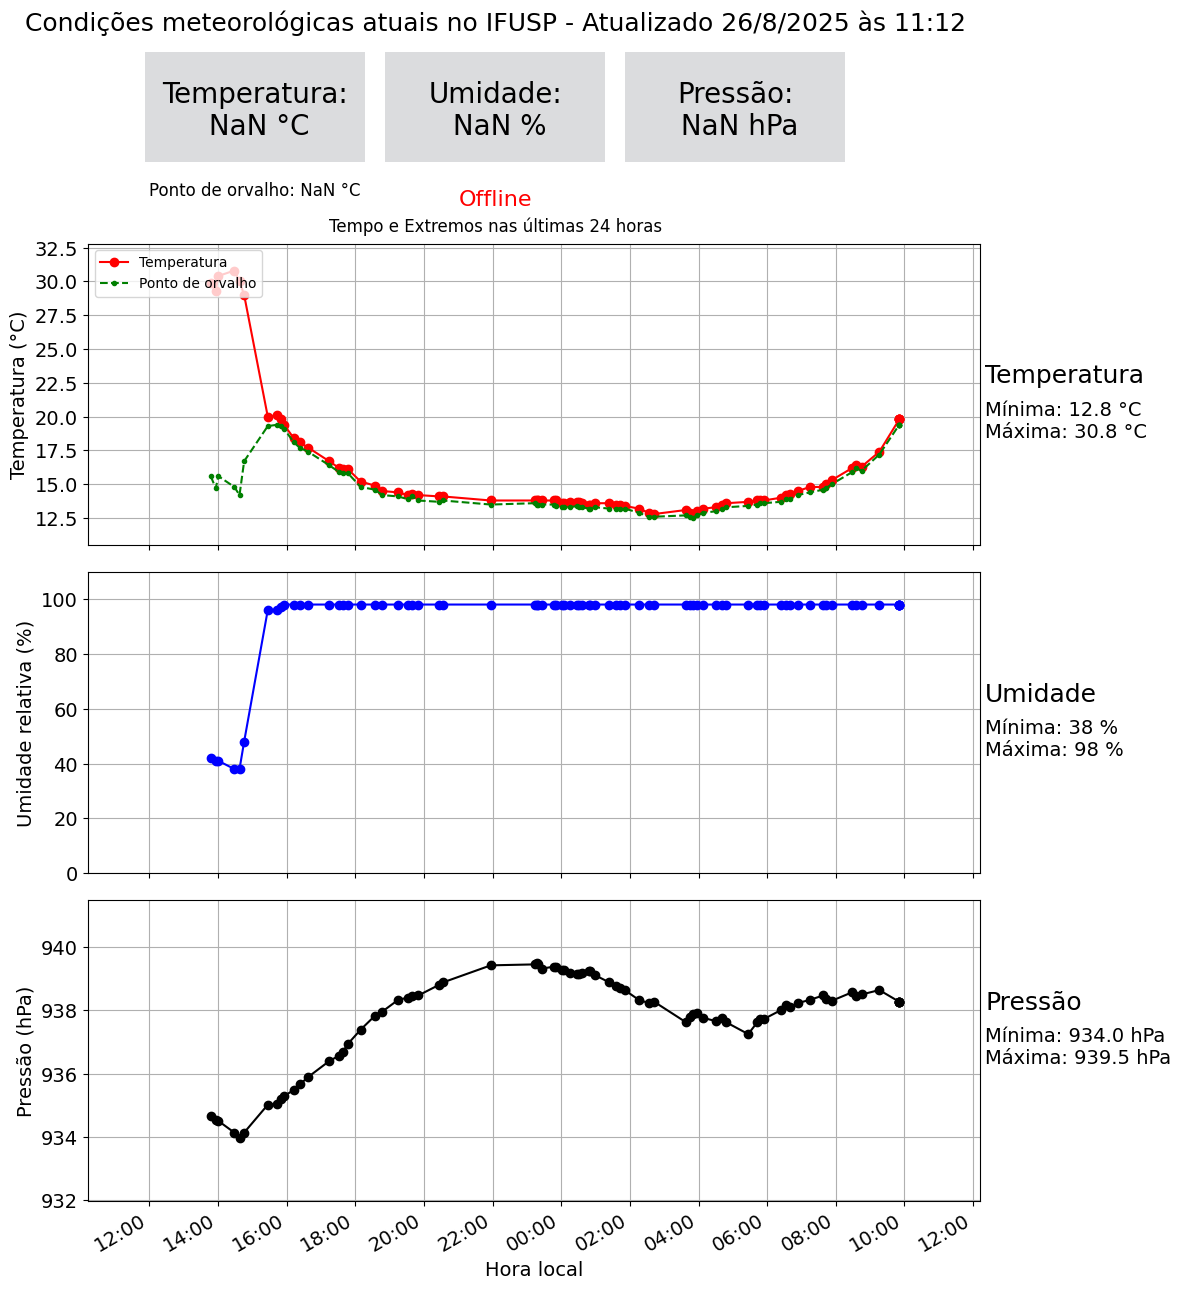 Condições meteorológicas atuais no IFUSP - Atualizado 26/8/2025 às 11:12
Temperatura:
NaN °C
Umidade:
NaN %
Pressão:
NaN hPa
Ponto de orvalho: NaN °C
Offline
Tempo e Extremos nas últimas 24 horas
Temperatura (°C)
32.5
30.0
27.5
25.0
22.5
20.0
17.5
15.0
12.5
Temperatura
Ponto de orvalho
Temperatura
Mínima: 12.8 °C
Máxima: 30.8 °C
Umidade relativa (%)
100
80
60
40
20
0
Umidade
Mínima: 38 %
Máxima: 98 %
Pressão (hPa)
940
938
936
934
932
Pressão
Mínima: 934.0 hPa
Máxima: 939.5 hPa
12:00
14:00
16:00
18:00
20:00
22:00
00:00
02:00
04:00
06:00
08:00
10:00
12:00
Hora local